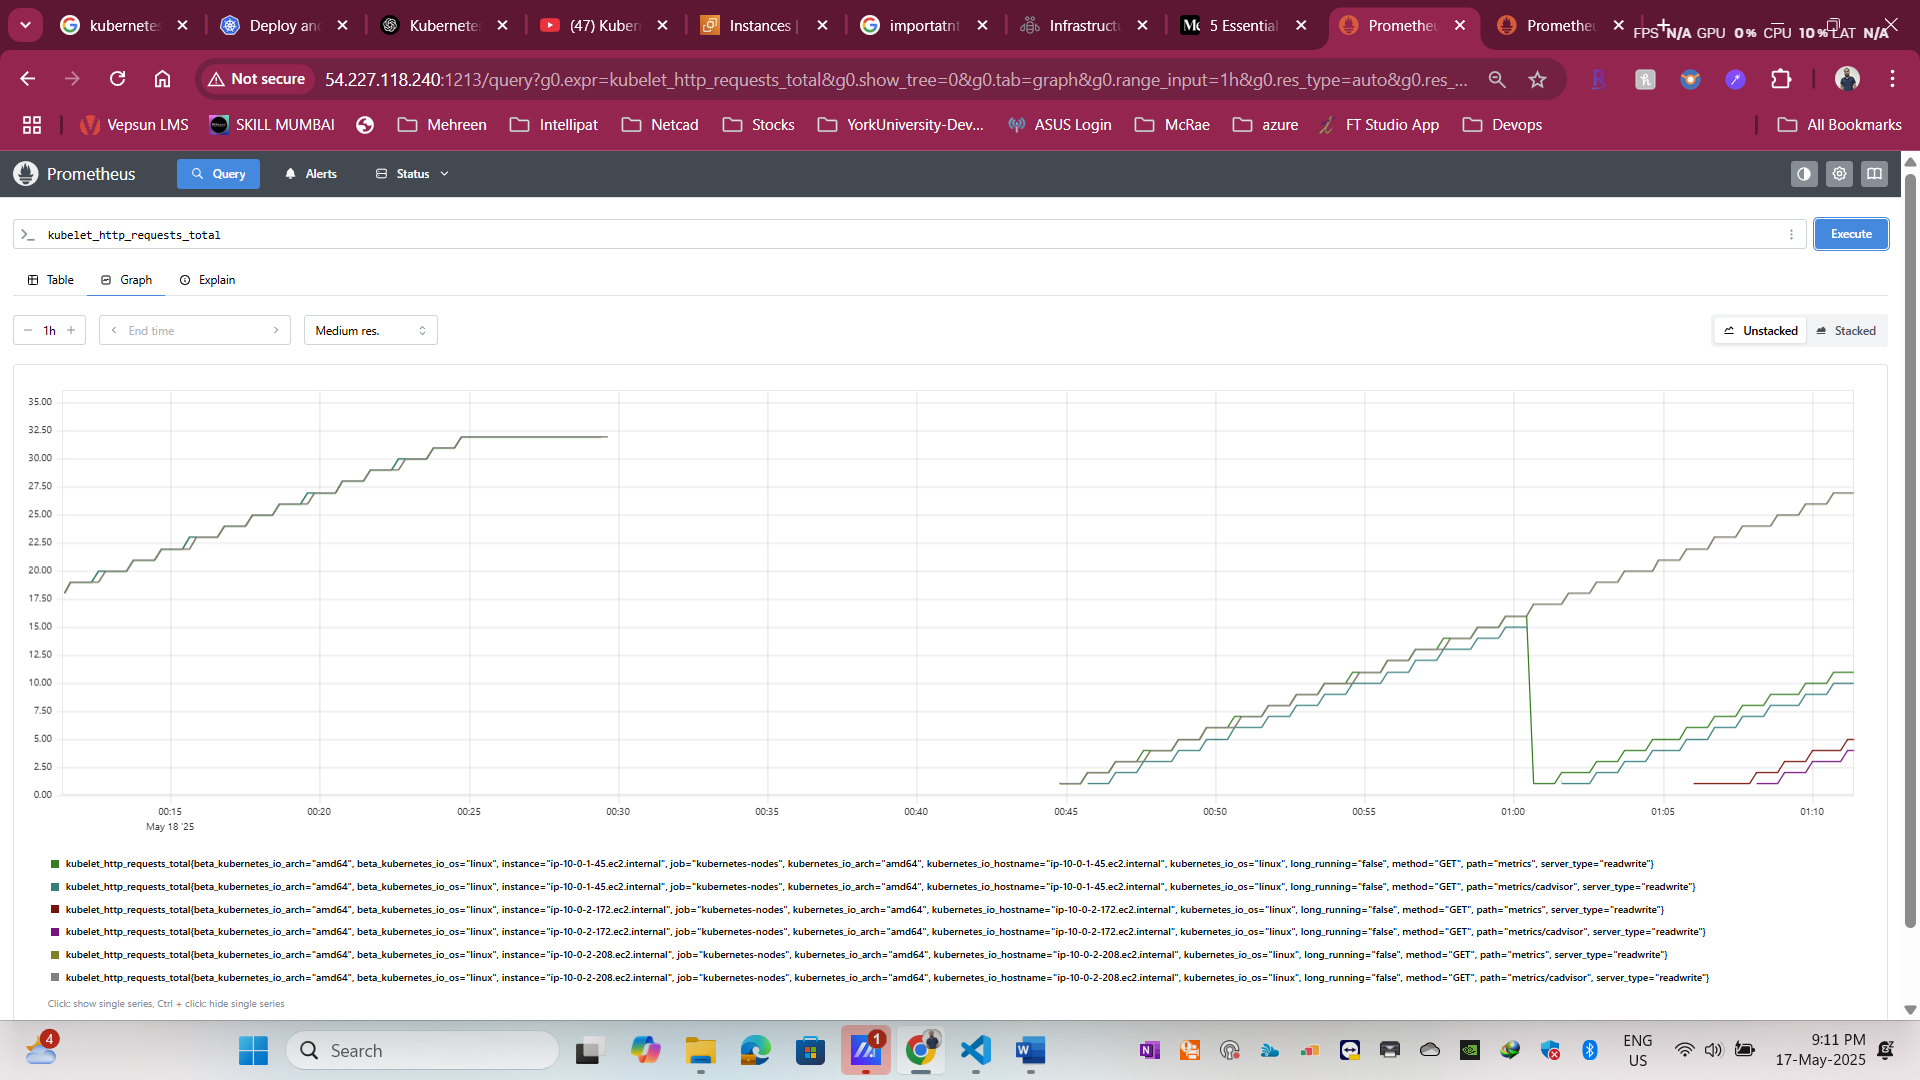 kubernetes
Deploy an
Kubernete
(47) Kubern
Instances |
importatnt
Infrastructu
5 Essential
Prometheu
Prometheu
FPS N/A GPU 0% CPU 10% LAT N/A
Not secure
54.227.118.240:1213/query?g0.expr=kubelet_http_requests_total&g0.show_tree=0&g0.tab=graph&g0.range_input=1h&g0.res_type=auto&g0.res_...
Vepsun LMS
SKILL MUMBAI
Mehreen
Intellipat
Netcad
Stocks
YorkUniversity-Dev...
ASUS Login
McRae
azure
FT Studio App
Devops
All Bookmarks
Prometheus
Query
Alerts
Status
kubelet_http_requests_total
Execute
Table
Graph
Explain
1h
End time
Medium res.
Unstacked
Stacked
35.00
32.50
30.00
27.50
25.00
22.50
20.00
17.50
15.00
12.50
10.00
7.50
5.00
2.50
0.00
00:15
00:20
00:25
00:30
00:35
00:40
00:45
00:50
00:55
01:00
01:05
01:10
May 18 '25
kubelet_http_requests_total{beta_kubernetes_io_arch="amd64", beta_kubernetes_io_os="linux", instance="ip-10-0-1-45.ec2.internal", job="kubernetes-nodes", kubernetes_io_arch="amd64", kubernetes_io_hostname="ip-10-0-1-45.ec2.internal", kubernetes_io_os="linux", long_running="false", method="GET", path="metrics", server_type="readwrite"}
kubelet_http_requests_total{beta_kubernetes_io_arch="amd64", beta_kubernetes_io_os="linux", instance="ip-10-0-1-45.ec2.internal", job="kubernetes-nodes", kubernetes_io_arch="amd64", kubernetes_io_hostname="ip-10-0-1-45.ec2.internal", kubernetes_io_os="linux", long_running="false", method="GET", path="metrics/cadvisor", server_type="readwrite"}
kubelet_http_requests_total{beta_kubernetes_io_arch="amd64", beta_kubernetes_io_os="linux", instance="ip-10-0-2-172.ec2.internal", job="kubernetes-nodes", kubernetes_io_arch="amd64", kubernetes_io_hostname="ip-10-0-2-172.ec2.internal", kubernetes_io_os="linux", long_running="false", method="GET", path="metrics", server_type="readwrite"}
kubelet_http_requests_total{beta_kubernetes_io_arch="amd64", beta_kubernetes_io_os="linux", instance="ip-10-0-2-172.ec2.internal", job="kubernetes-nodes", kubernetes_io_arch="amd64", kubernetes_io_hostname="ip-10-0-2-172.ec2.internal", kubernetes_io_os="linux", long_running="false", method="GET", path="metrics/cadvisor", server_type="readwrite"}
kubelet_http_requests_total{beta_kubernetes_io_arch="amd64", beta_kubernetes_io_os="linux", instance="ip-10-0-2-208.ec2.internal", job="kubernetes-nodes", kubernetes_io_arch="amd64", kubernetes_io_hostname="ip-10-0-2-208.ec2.internal", kubernetes_io_os="linux", long_running="false", method="GET", path="metrics", server_type="readwrite"}
kubelet_http_requests_total{beta_kubernetes_io_arch="amd64", beta_kubernetes_io_os="linux", instance="ip-10-0-2-208.ec2.internal", job="kubernetes-nodes", kubernetes_io_arch="amd64", kubernetes_io_hostname="ip-10-0-2-208.ec2.internal", kubernetes_io_os="linux", long_running="false", method="GET", path="metrics/cadvisor", server_type="readwrite"}
Click: show single series, Ctrl + click: hide single series
4
Search
1
ENG
US
9:11 PM
17-May-2025